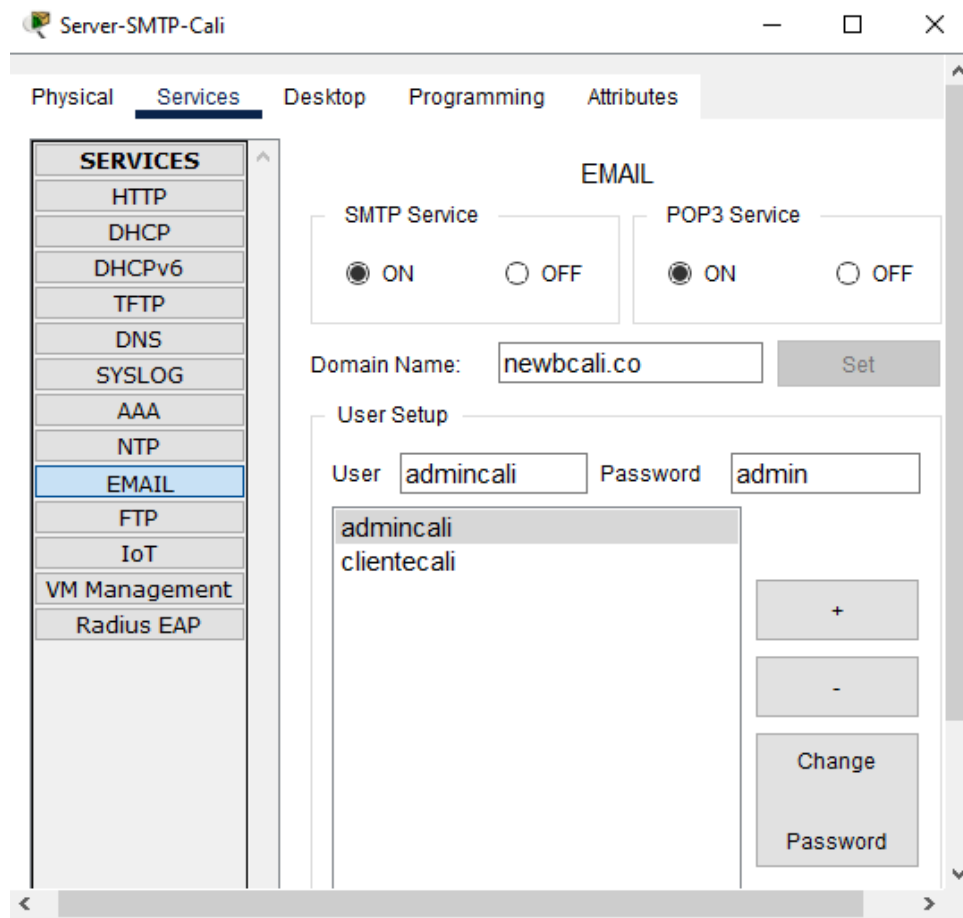 Server-SMTP-Cali
Physical Services Desktop Programming Attributes
SERVICES
HTTP
DHCP
DHCPv6
TFTP
DNS
SYSLOG
AAA
NTP
EMAIL
FTP
IoT
VM Management
Radius EAP
EMAIL
SMTP Service POP3 Service
ON OFF ON OFF
Domain Name: newbcali.co Set
User Setup
User admincali Password admin
admincali
clientecali
+
-
Change
Password